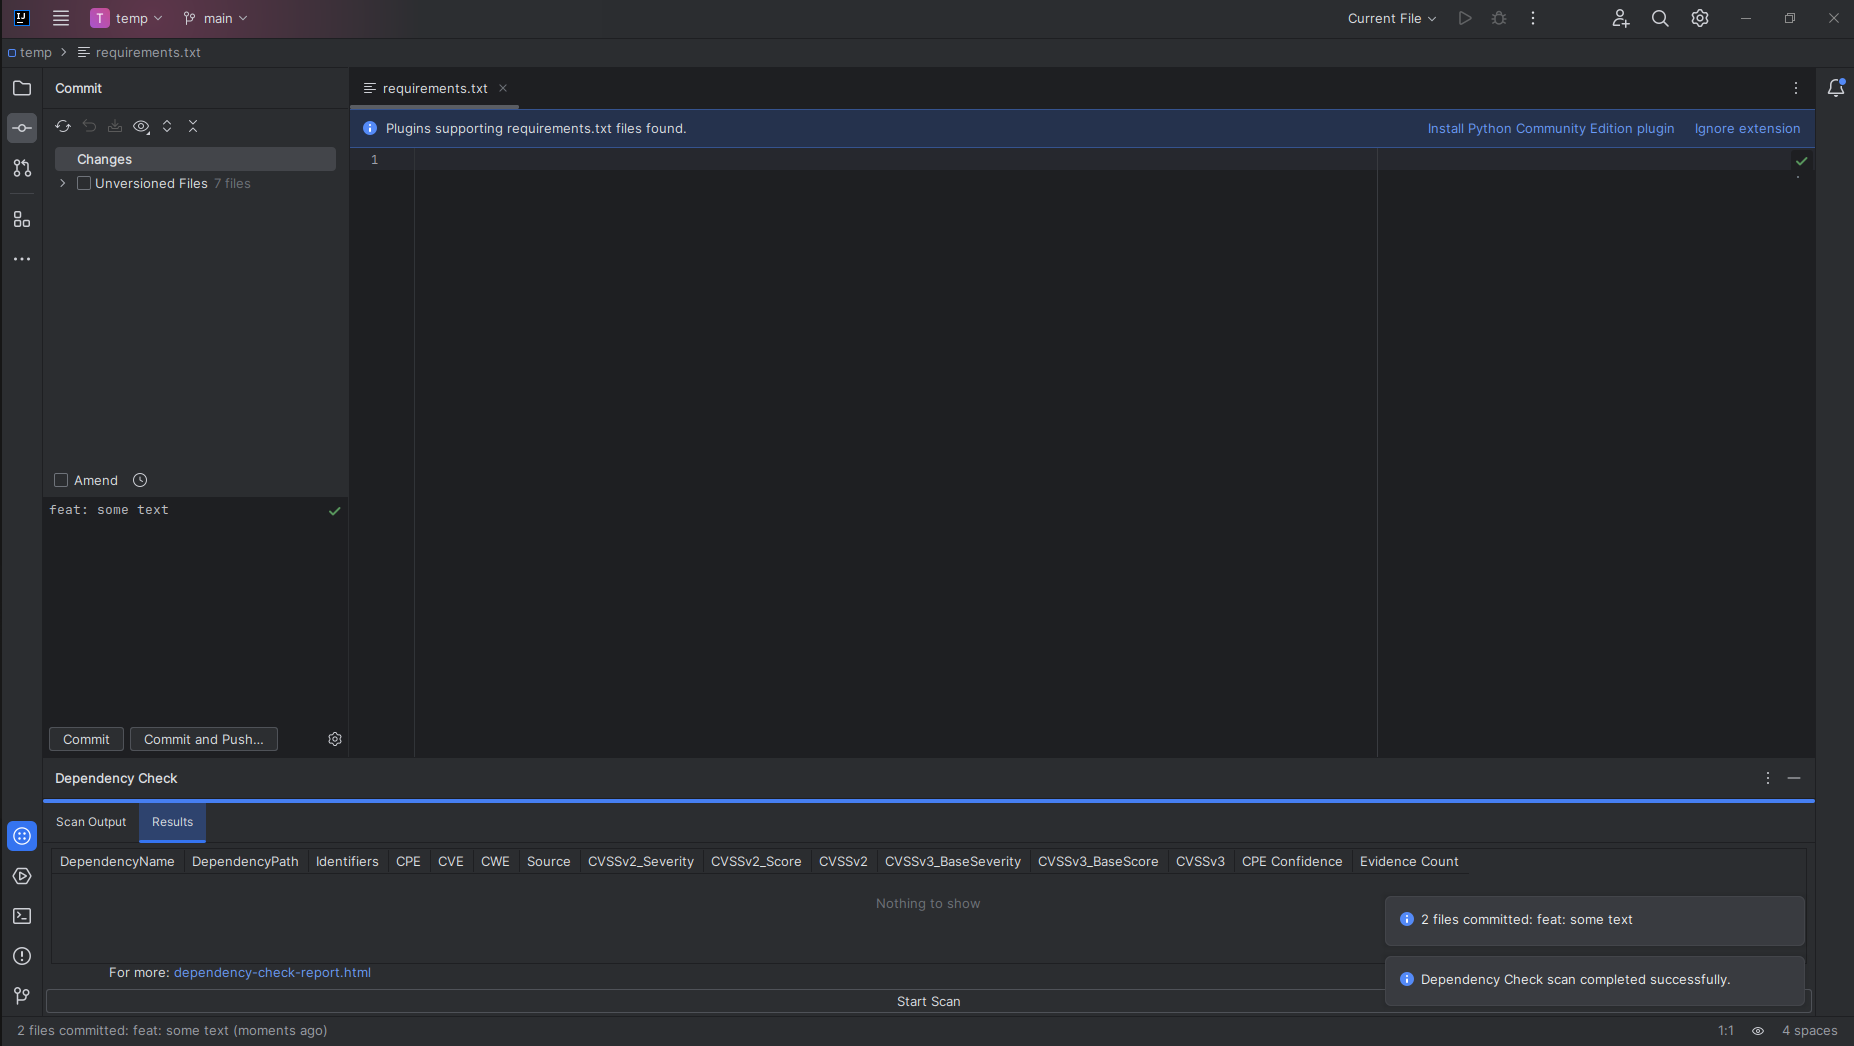 IJ
T temp main
Current File
temp requirements.txt
Commit
requirements.txt
Plugins supporting requirements.txt files found.
Install Python Community Edition plugin Ignore extension
Changes
1
Unversioned Files 7 files
Amend
feat: some text
Commit Commit and Push...
Dependency Check
Scan Output Results
DependencyName DependencyPath Identifiers CPE CVE CWE Source CVSSv2_Severity CVSSv2_Score CVSSv2 CVSSv3_BaseSeverity CVSSv3_BaseScore CVSSv3 CPE Confidence Evidence Count
Nothing to show
2 files committed: feat: some text
For more: dependency-check-report.html
Dependency Check scan completed successfully.
Start Scan
2 files committed: feat: some text (moments ago)
1:1 4 spaces